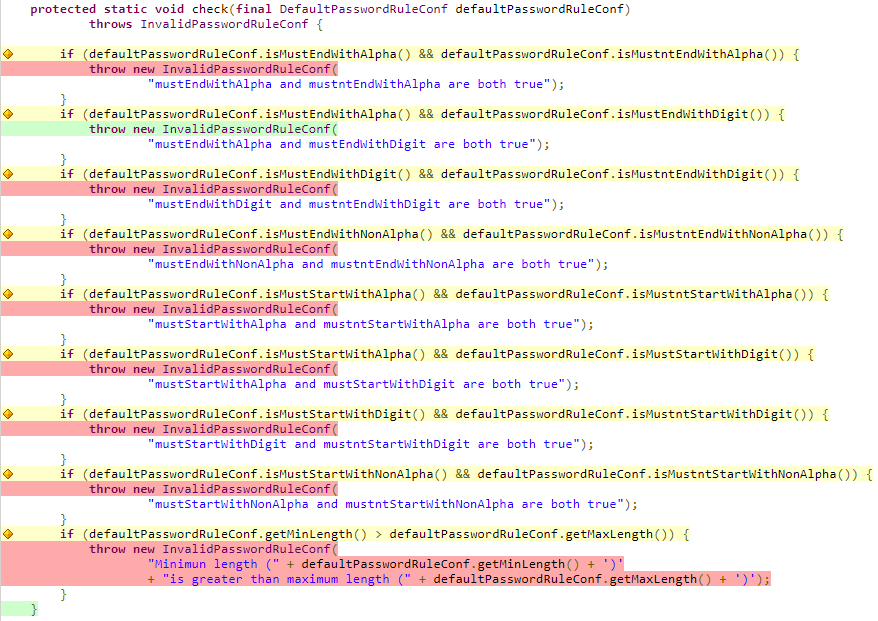 protected static void check(final DefaultPasswordRuleConf defaultPasswordRuleConf)
throws InvalidPasswordRuleConf {
if (defaultPasswordRuleConf.isMustEndWithAlpha() && defaultPasswordRuleConf.isMustntEndWithAlpha()) {
throw new InvalidPasswordRuleConf(
"mustEndWithAlpha and mustntEndWithAlpha are both true");
}
if (defaultPasswordRuleConf.isMustEndWithAlpha() && defaultPasswordRuleConf.isMustEndWithDigit()) {
throw new InvalidPasswordRuleConf(
"mustEndWithAlpha and mustEndWithDigit are both true");
}
if (defaultPasswordRuleConf.isMustEndWithDigit() && defaultPasswordRuleConf.isMustntEndWithDigit()) {
throw new InvalidPasswordRuleConf(
"mustEndWithDigit and mustntEndWithDigit are both true");
}
if (defaultPasswordRuleConf.isMustEndWithNonAlpha() && defaultPasswordRuleConf.isMustntEndWithNonAlpha()) {
throw new InvalidPasswordRuleConf(
"mustEndWithNonAlpha and mustntEndWithNonAlpha are both true");
}
if (defaultPasswordRuleConf.isMustStartWithAlpha() && defaultPasswordRuleConf.isMustntStartWithAlpha()) {
throw new InvalidPasswordRuleConf(
"mustStartWithAlpha and mustntStartWithAlpha are both true");
}
if (defaultPasswordRuleConf.isMustStartWithAlpha() && defaultPasswordRuleConf.isMustStartWithDigit()) {
throw new InvalidPasswordRuleConf(
"mustStartWithAlpha and mustStartWithDigit are both true");
}
if (defaultPasswordRuleConf.isMustStartWithDigit() && defaultPasswordRuleConf.isMustntStartWithDigit()) {
throw new InvalidPasswordRuleConf(
"mustStartWithDigit and mustntStartWithDigit are both true");
}
if (defaultPasswordRuleConf.isMustStartWithNonAlpha() && defaultPasswordRuleConf.isMustntStartWithNonAlpha()) {
throw new InvalidPasswordRuleConf(
"mustStartWithNonAlpha and mustntStartWithNonAlpha are both true");
}
if (defaultPasswordRuleConf.getMinLength() > defaultPasswordRuleConf.getMaxLength()) {
throw new InvalidPasswordRuleConf(
"Minimun length (" + defaultPasswordRuleConf.getMinLength() + ')'
+ "is greater than maximum length (" + defaultPasswordRuleConf.getMaxLength() + ')');
}
}